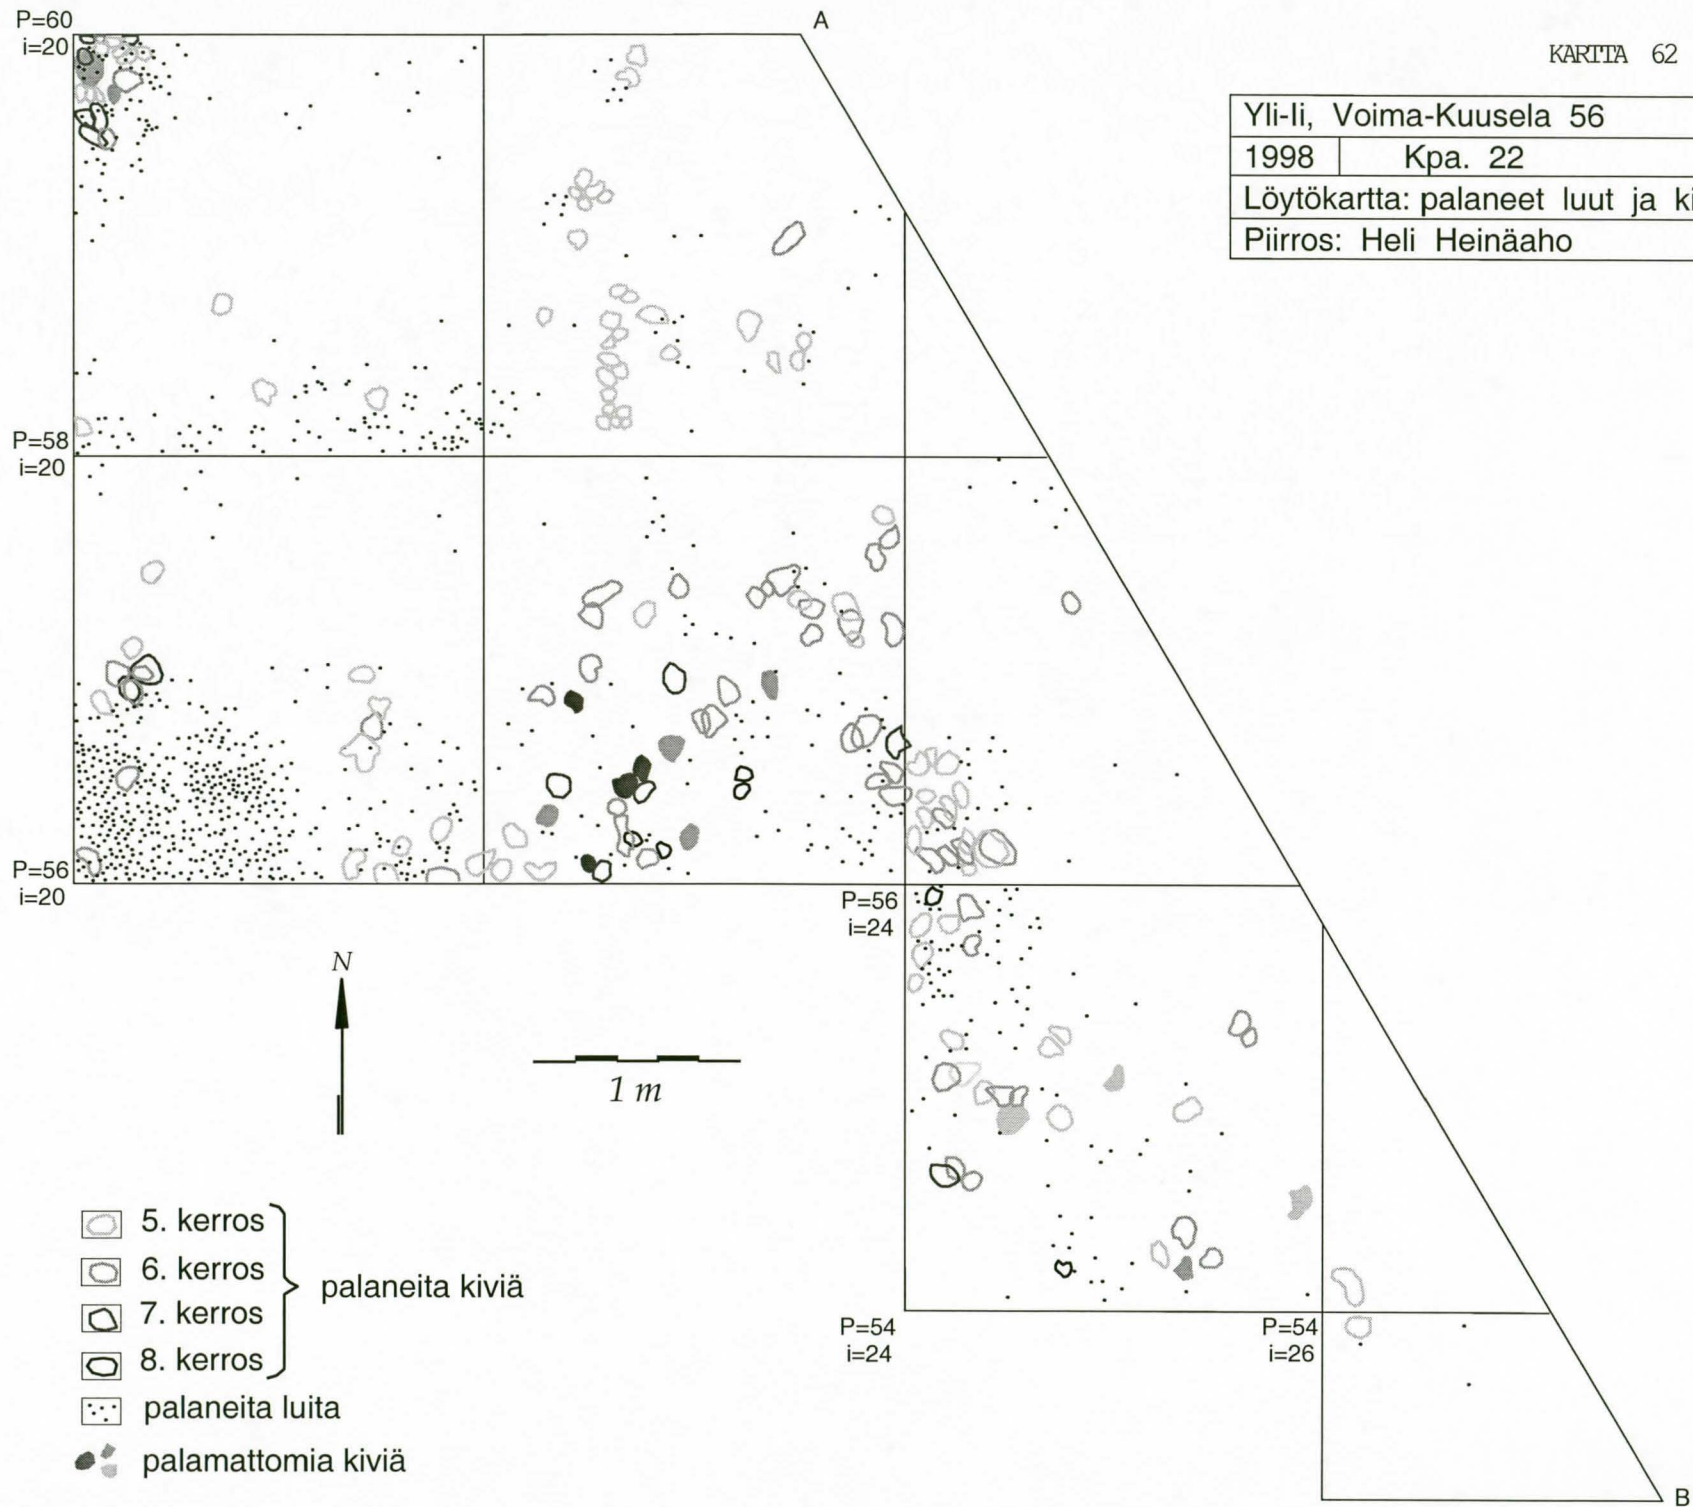 P=60
i=20
A
KARTTA 62
Yli-Ii, Voima-Kuusela 56
1998 Kpa. 22
Löytökartta: palaneet luut ja
Piirros: Heli Heinäaho
P=58
i=20
P=56
i=20
P=56
i=24
N
1 m
5. kerros
6. kerros
7. kerros
8. kerros
palaneita kiviä
palaneita luita
palamattomia kiviä
P=54
i=24
P=54
i=26
B